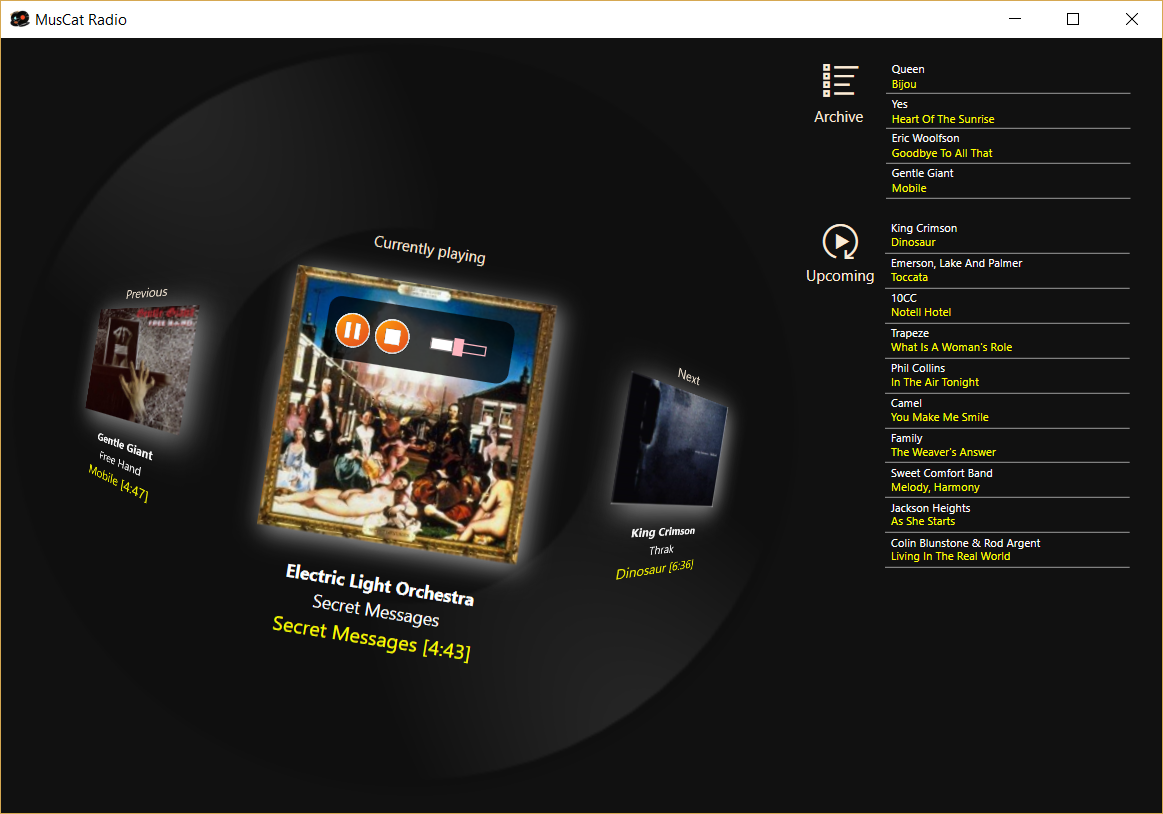 MusCat Radio
Currently playing
Previous
FREE HAND
Gentle Giant
Free Hand
Mobile [4:47]
Electric Light Orchestra
Secret Messages
Secret Messages [4:43]
Next
King Crimson
Thrak
Dinosaur [6:36]
Archive
Queen
Bijou
Yes
Heart Of The Sunrise
Eric Woolfson
Goodbye To All That
Gentle Giant
Mobile
Upcoming
King Crimson
Dinosaur
Emerson, Lake And Palmer
Toccata
10CC
Notell Hotel
Trapeze
What Is A Woman's Role
Phil Collins
In The Air Tonight
Camel
You Make Me Smile
Family
The Weaver's Answer
Sweet Comfort Band
Melody, Harmony
Jackson Heights
As She Starts
Colin Blunstone & Rod Argent
Living In The Real World